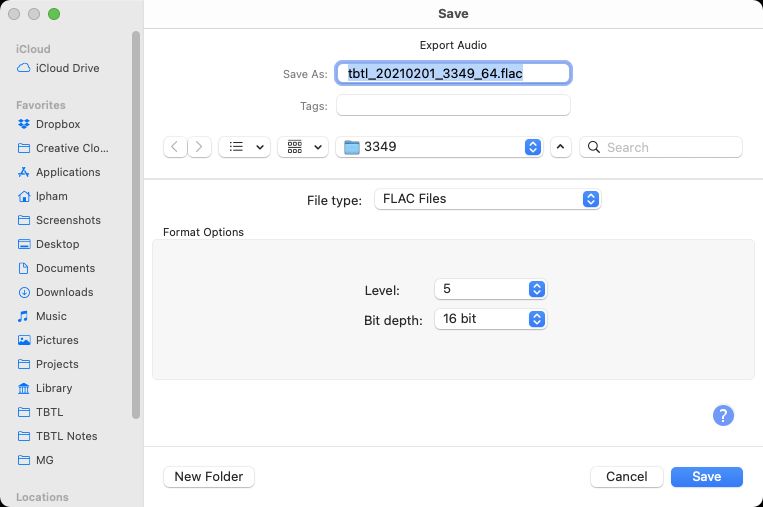 Save
Export Audio
Save As: tbtl_20210201_3349_64.flac
Tags:
3349
Search
File type: FLAC Files
Format Options
Level: 5
Bit depth: 16 bit
?
New Folder
Cancel
Save
iCloud
iCloud Drive
Favorites
Dropbox
Creative Clo...
Applications
lpham
Screenshots
Desktop
Documents
Downloads
Music
Pictures
Projects
Library
TBTL
TBTL Notes
MG
Locations